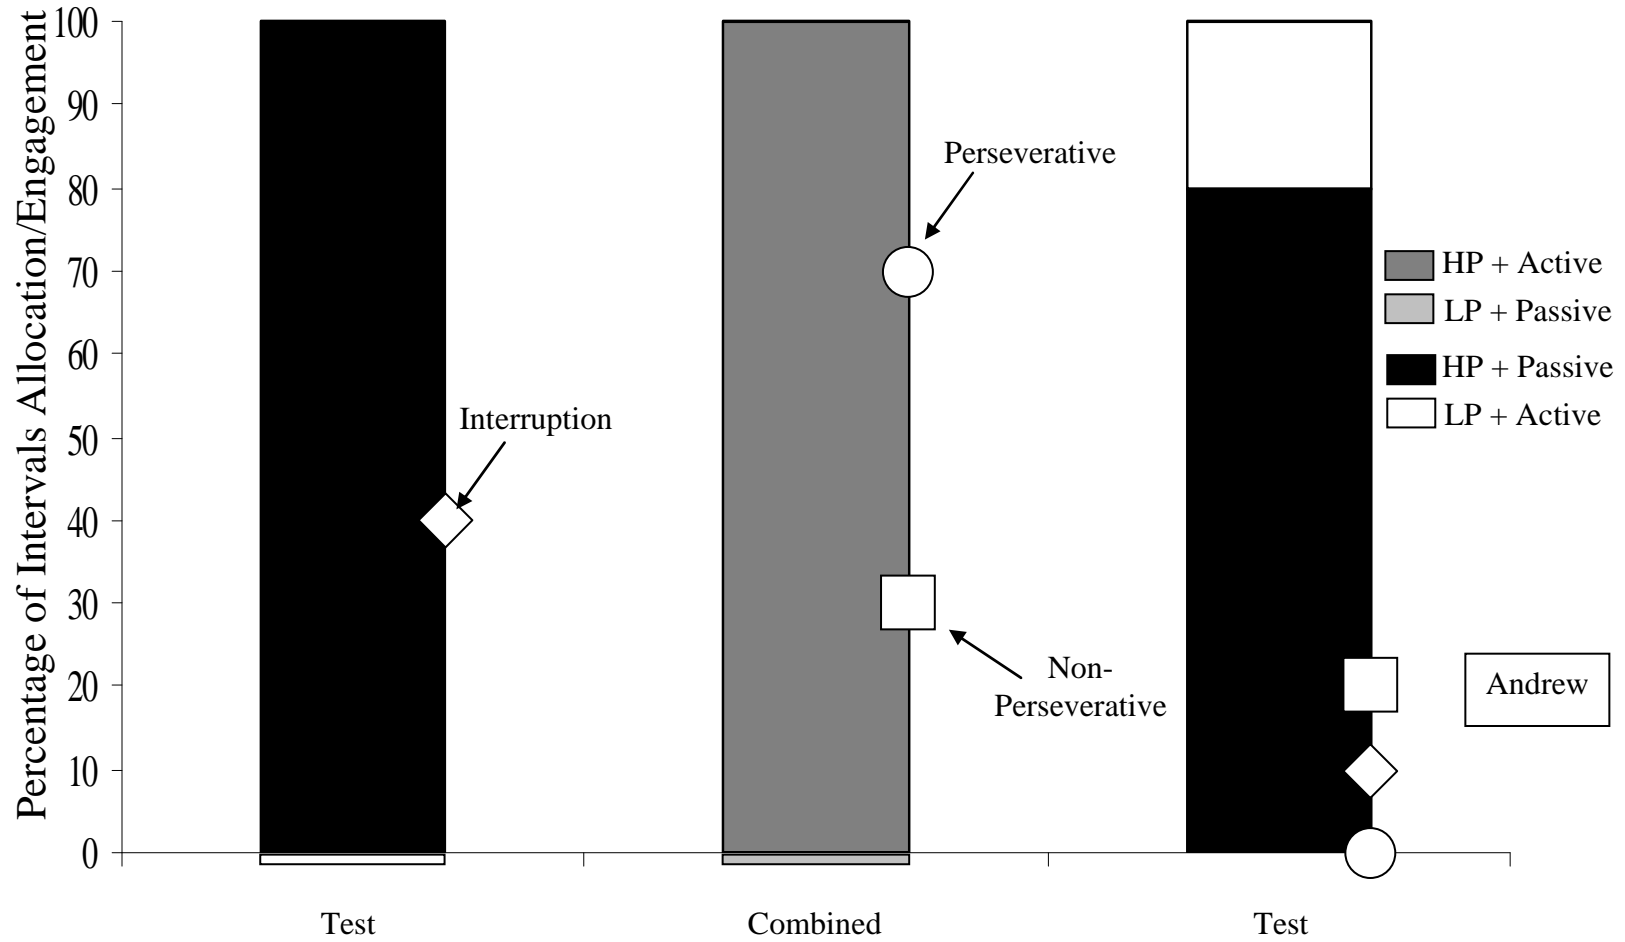 Percentage of Intervals Allocation/Engagement
100
90
80
70
60
50
40
30
20
10
0
Interruption
Perseverative
Non-
Perseverative
HP + Active
LP + Passive
HP + Passive
LP + Active
Andrew
Test
Combined
Test